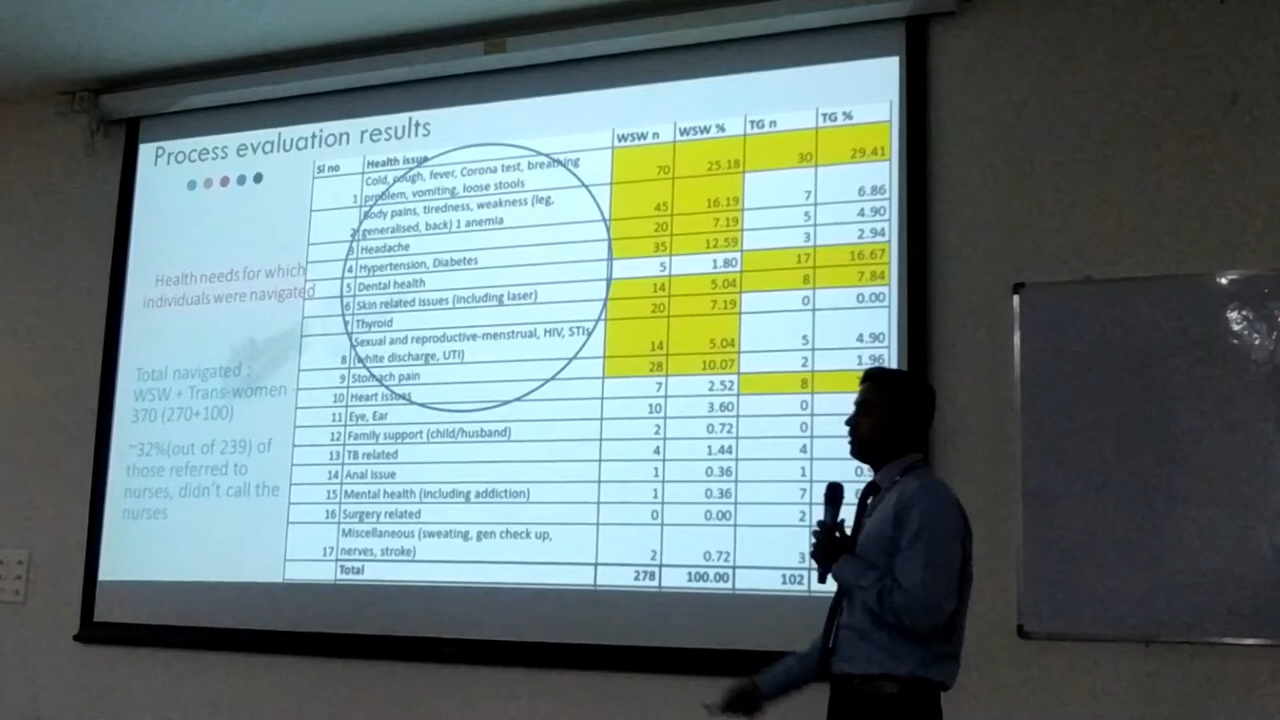 Process evaluation results
Health needs for which
individuals were navigated
Total navigated :
WSW + Trans-women
370 (270+100)
~32%(out of 239) of
those referred to
nurses, didn't call the
nurses
Sl no Health issue WSW n WSW % TG n TG %
Cold, cough, fever, Corona test, breathing
1 problem, vomiting, loose stools 70 25.18 30 29.41
Body pains, tiredness, weakness (leg,
2 generalised, back) 1 anemia 45 16.19 7 6.86
3 Headache 20 7.19 5 4.90
4 Hypertension, Diabetes 35 12.59 3 2.94
5 Dental health 5 1.80 17 16.67
6 Skin related issues (including laser) 14 5.04 8 7.84
7 Thyroid 20 7.19 0 0.00
Sexual and reproductive-menstrual, HIV, STIs
8 (white discharge, UTI) 14 5.04 5 4.90
9 Stomach pain 28 10.07 2 1.96
10 Heart issues 7 2.52 8
11 Eye, Ear 10 3.60 0
12 Family support (child/husband) 2 0.72 0
13 TB related 4 1.44 4
14 Anal issue 1 0.36 1
15 Mental health (including addiction) 1 0.36 7
16 Surgery related 0 0.00 2
Miscellaneous (sweating, gen check up,
17 nerves, stroke) 2 0.72 3
Total 278 100.00 102